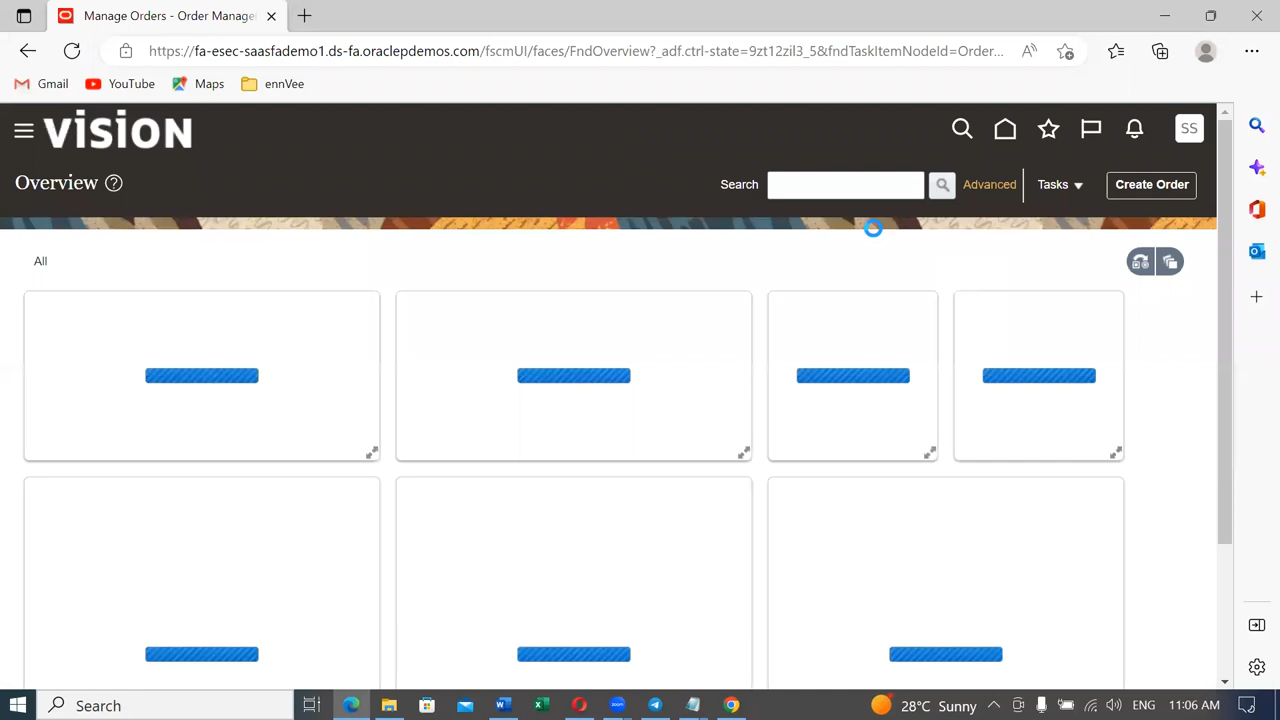 Manage Orders - Order Manage
https://fa-esec-saasfademo1.ds-fa.oraclepdemos.com/fscmUI/faces/FndOverview?_adf.ctrl-state=9zt12zil3_5&fndTaskItemNodeId=Order...
Gmail YouTube Maps ennVee
VISION
SS
Overview ?
Search Advanced Tasks Create Order
All
Search
28°C Sunny ENG 11:06 AM